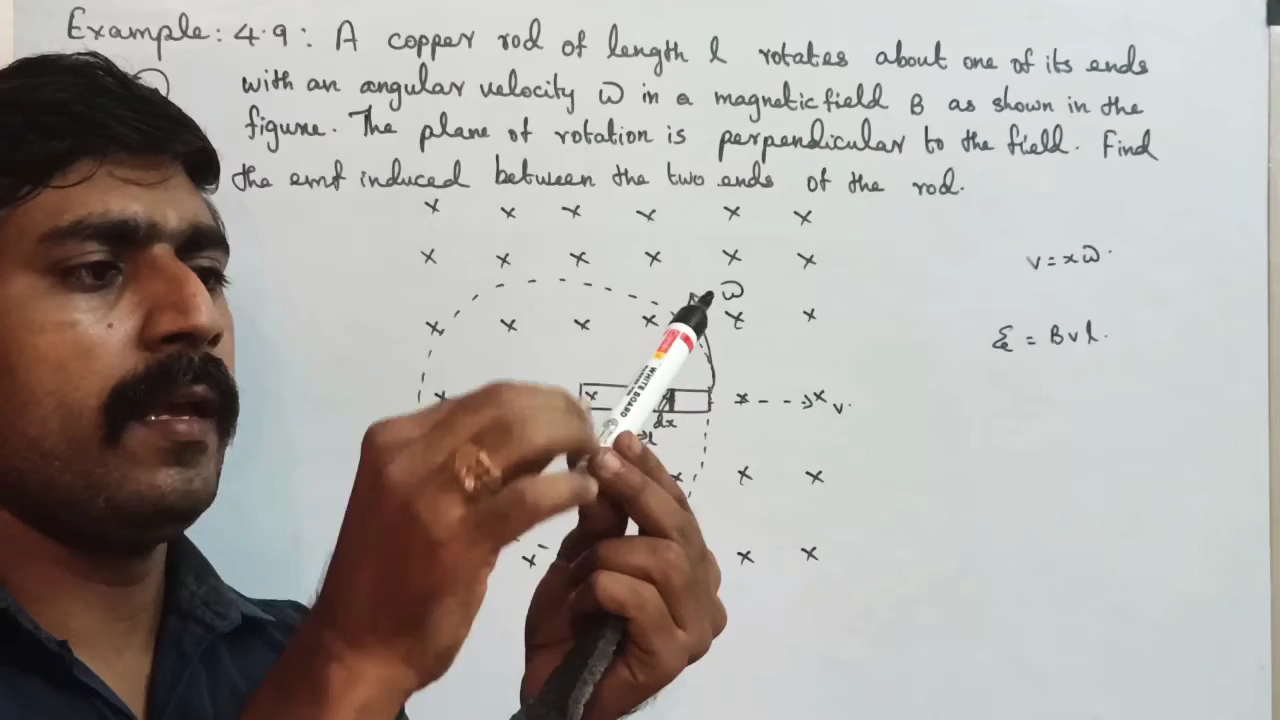 Example: 4.9: A copper rod of length l rotates about one of its ends
with an angular velocity ω in a magnetic field B as shown in the
figure. The plane of rotation is perpendicular to the field. Find
the emf induced between the two ends of the rod.
x x x x x x
x x x x x x
v = xω.
ω
x x x x x x
ℰ = Bvl.
x x x x x v.
dx
l
WHITE BOARD
x x x
x x x